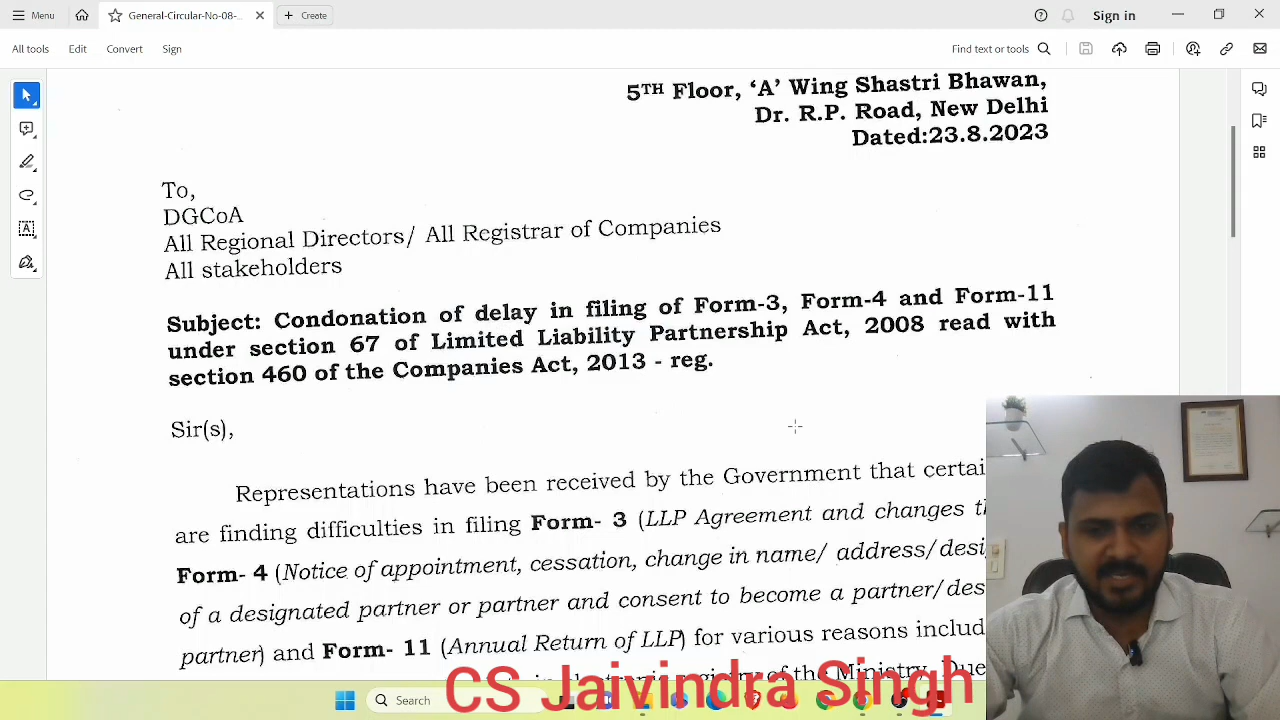 Menu
General-Circular-No-08-...
Create
Sign in
All tools
Edit
Convert
Sign
Find text or tools
5TH Floor, ‘A’ Wing Shastri Bhawan,
Dr. R.P. Road, New Delhi
Dated:23.8.2023
To,
DGCoA
All Regional Directors/ All Registrar of Companies
All stakeholders
Subject: Condonation of delay in filing of Form-3, Form-4 and Form-11
under section 67 of Limited Liability Partnership Act, 2008 read with
section 460 of the Companies Act, 2013 - reg.
Sir(s),
Representations have been received by the Government that certai
are finding difficulties in filing Form- 3 (LLP Agreement and changes th
Form- 4 (Notice of appointment, cessation, change in name/ address/desi
of a designated partner or partner and consent to become a partner/des
partner) and Form- 11 (Annual Return of LLP) for various reasons includ
registry of the Ministry. Due
CS Jaivindra Singh
Search